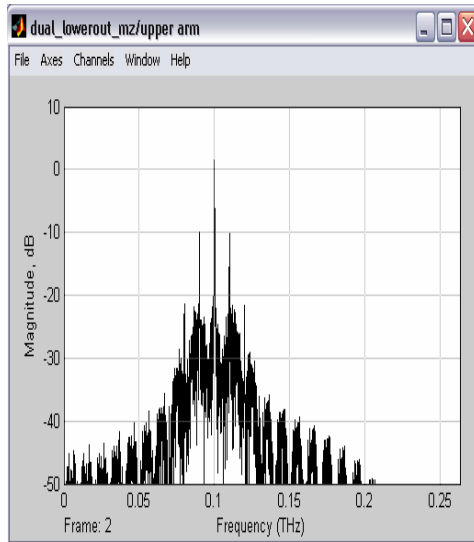 dual_lowerout_mz/upper arm
File Axes Channels Window Help
10
0
-10
-20
-30
-40
-50
Magnitude, dB
0 0.05 0.1 0.15 0.2 0.25
Frame: 2 Frequency (THz)